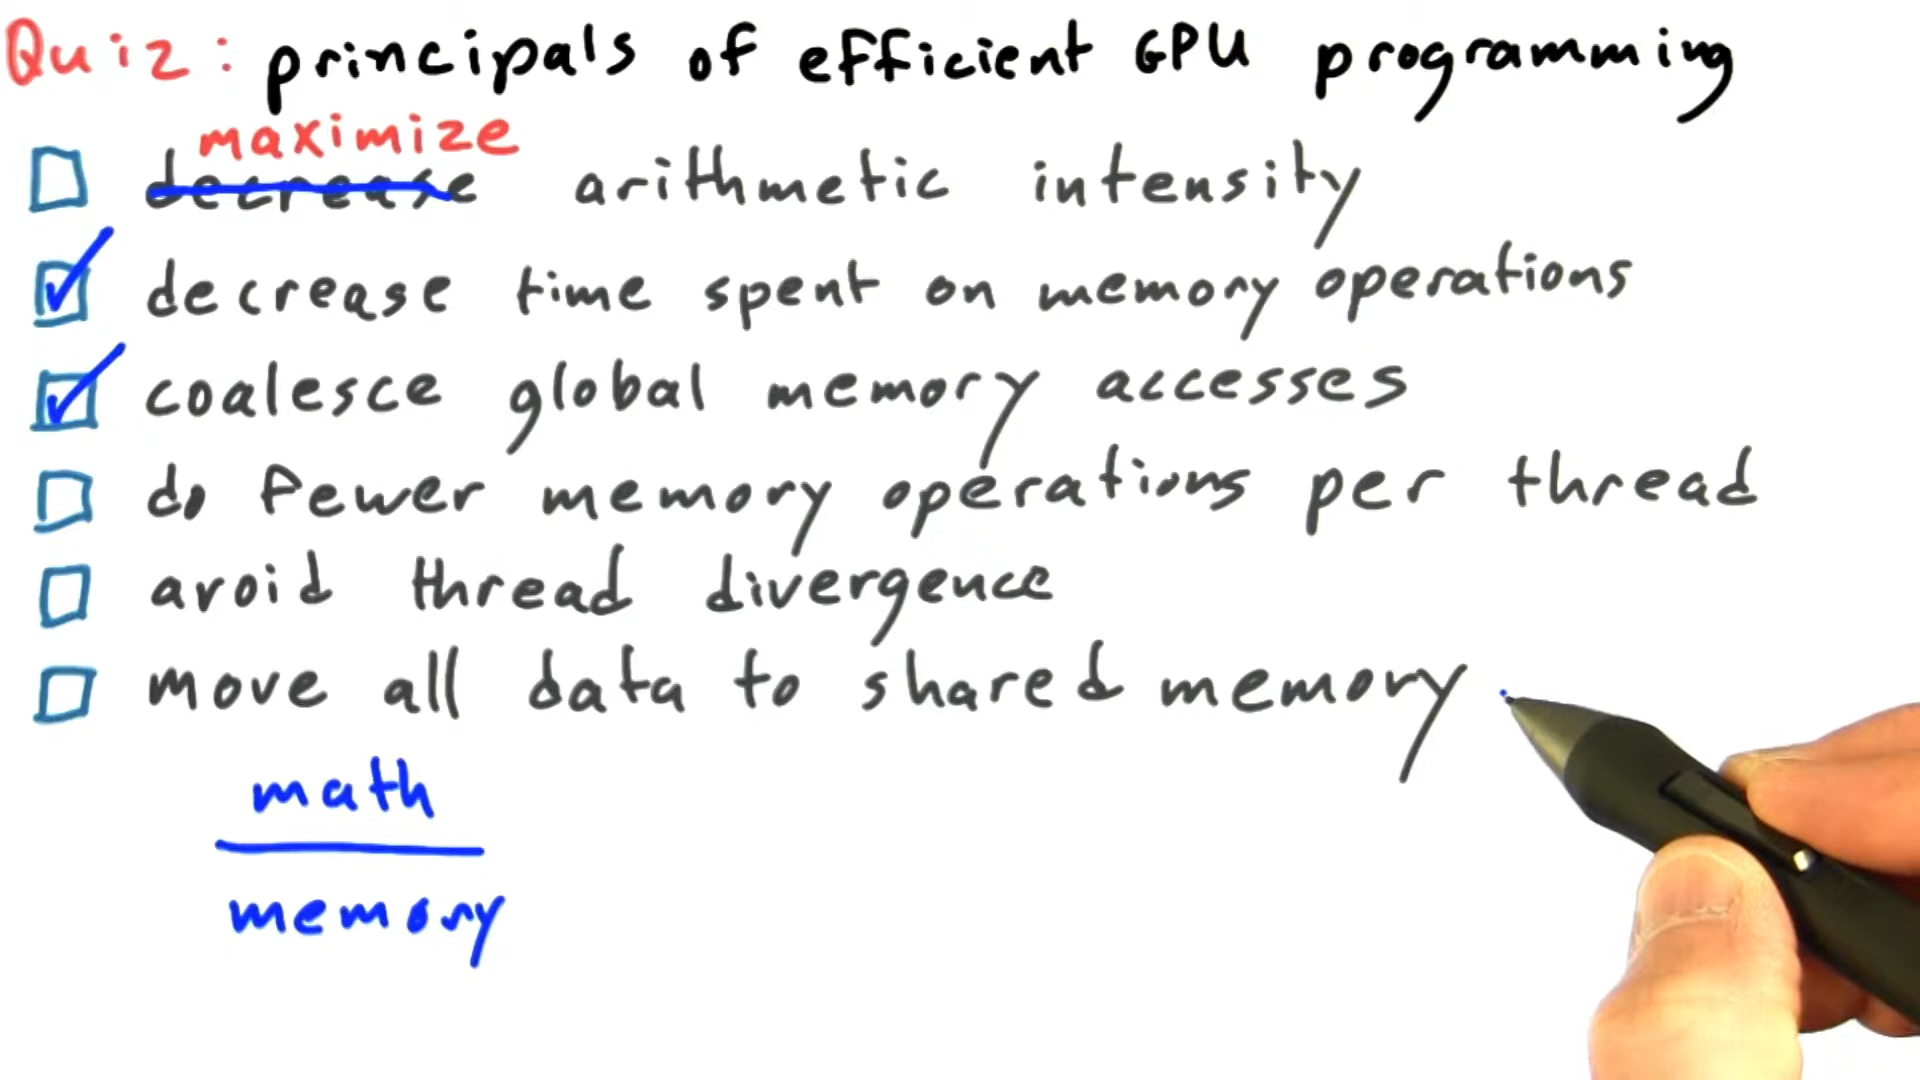 Quiz: principals of efficient GPU programming
maximize
decrease arithmetic intensity
decrease time spent on memory operations
coalesce global memory accesses
do fewer memory operations per thread
avoid thread divergence
move all data to shared memory
math
memory